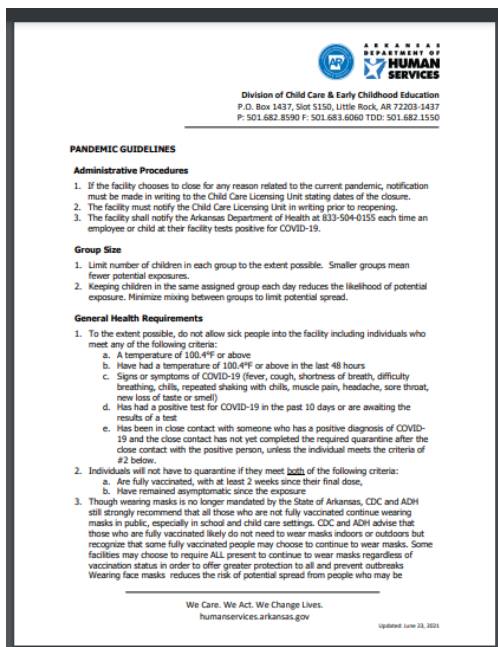 ARKANSAS
DEPARTMENT OF
HUMAN
SERVICES
AR
Division of Child Care & Early Childhood Education
P.O. Box 1437, Slot S150, Little Rock, AR 72203-1437
P: 501.682.8590 F: 501.683.6060 TDD: 501.682.1550
PANDEMIC GUIDELINES
Administrative Procedures
1. If the facility chooses to close for any reason related to the current pandemic, notification
must be made in writing to the Child Care Licensing Unit stating dates of the closure.
2. The facility must notify the Child Care Licensing Unit in writing prior to reopening.
3. The facility shall notify the Arkansas Department of Health at 833-504-0155 each time an
employee or child at their facility tests positive for COVID-19.
Group Size
1. Limit number of children in each group to the extent possible. Smaller groups mean
fewer potential exposures.
2. Keeping children in the same assigned group each day reduces the likelihood of potential
exposure. Minimize mixing between groups to limit potential spread.
General Health Requirements
1. To the extent possible, do not allow sick people into the facility including individuals who
meet any of the following criteria:
a. A temperature of 100.4°F or above
b. Have had a temperature of 100.4°F or above in the last 48 hours
c. Signs or symptoms of COVID-19 (fever, cough, shortness of breath, difficulty
breathing, chills, repeated shaking with chills, muscle pain, headache, sore throat,
new loss of taste or smell)
d. Has had a positive test for COVID-19 in the past 10 days or are awaiting the
results of a test
e. Has been in close contact with someone who has a positive diagnosis of COVID-
19 and the close contact has not yet completed the required quarantine after the
close contact with the positive person, unless the individual meets the criteria of
#2 below.
2. Individuals will not have to quarantine if they meet both of the following criteria:
a. Are fully vaccinated, with at least 2 weeks since their final dose,
b. Have remained asymptomatic since the exposure
3. Though wearing masks is no longer mandated by the State of Arkansas, CDC and ADH
still strongly recommend that all those who are not fully vaccinated continue wearing
masks in public, especially in school and child care settings. CDC and ADH advise that
those who are fully vaccinated likely do not need to wear masks indoors or outdoors but
recognize that some fully vaccinated people may choose to continue to wear masks. Some
facilities may choose to require ALL present to continue to wear masks regardless of
vaccination status in order to offer greater protection to all and prevent outbreaks
Wearing face masks reduces the risk of potential spread from people who may be
We Care. We Act. We Change Lives.
humanservices.arkansas.gov
Updated: June 23, 2021